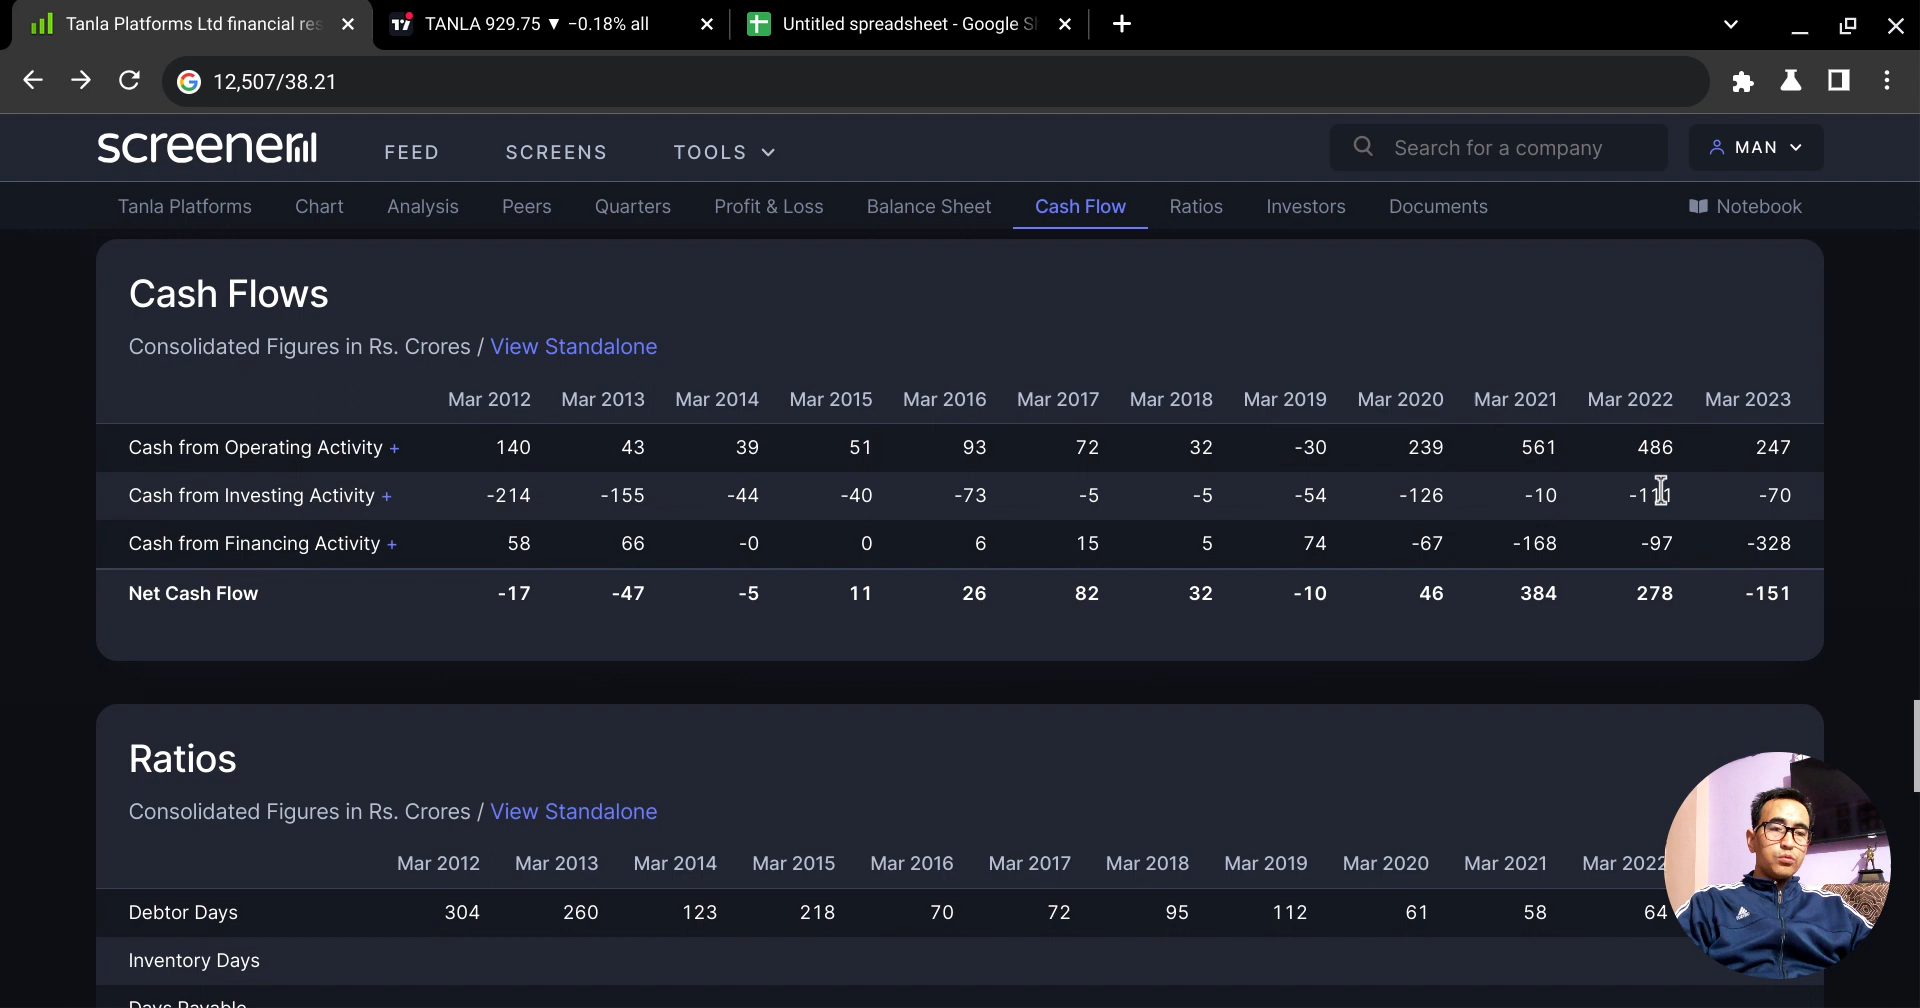 Tanla Platforms Ltd financial res
TANLA 929.75 ▼ −0.18% all
Untitled spreadsheet - Google Sh
12,507/38.21
screener
FEED SCREENS TOOLS
Search for a company
MAN
Tanla Platforms Chart Analysis Peers Quarters Profit & Loss Balance Sheet Cash Flow Ratios Investors Documents Notebook
Cash Flows
Consolidated Figures in Rs. Crores / View Standalone
Mar 2012 Mar 2013 Mar 2014 Mar 2015 Mar 2016 Mar 2017 Mar 2018 Mar 2019 Mar 2020 Mar 2021 Mar 2022 Mar 2023
Cash from Operating Activity + 140 43 39 51 93 72 32 -30 239 561 486 247
Cash from Investing Activity + -214 -155 -44 -40 -73 -5 -5 -54 -126 -10 -111 -70
Cash from Financing Activity + 58 66 -0 0 6 15 5 74 -67 -168 -97 -328
Net Cash Flow -17 -47 -5 11 26 82 32 -10 46 384 278 -151
Ratios
Consolidated Figures in Rs. Crores / View Standalone
Mar 2012 Mar 2013 Mar 2014 Mar 2015 Mar 2016 Mar 2017 Mar 2018 Mar 2019 Mar 2020 Mar 2021 Mar 2022
Debtor Days 304 260 123 218 70 72 95 112 61 58 64
Inventory Days
Days Payable